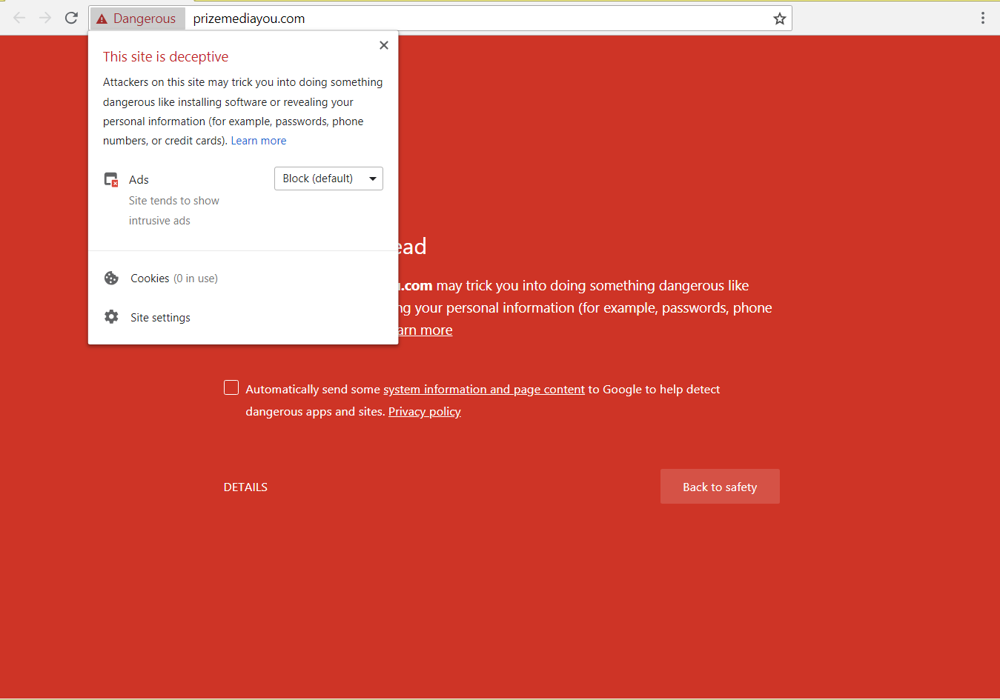 Dangerous prizemediayou.com
This site is deceptive
Attackers on this site may trick you into doing something
dangerous like installing software or revealing your
personal information (for example, passwords, phone
numbers, or credit cards). Learn more
Ads Block (default)
Site tends to show
intrusive ads
Cookies (0 in use)
Site settings
ead
.com may trick you into doing something dangerous like
ng your personal information (for example, passwords, phone
arn more
Automatically send some system information and page content to Google to help detect
dangerous apps and sites. Privacy policy
DETAILS Back to safety